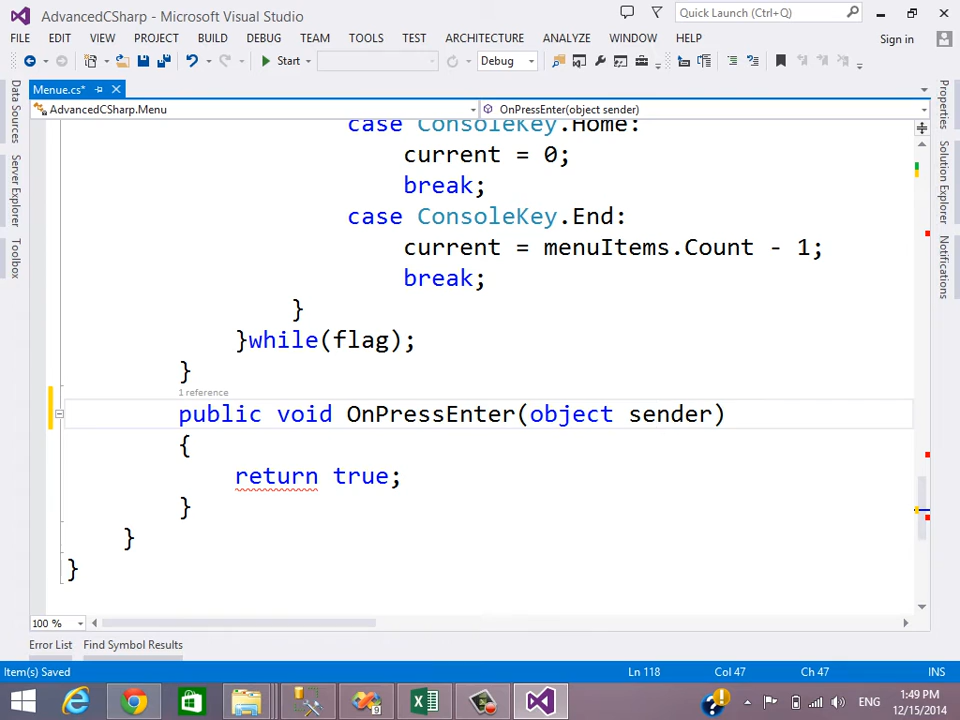 AdvancedCSharp - Microsoft Visual Studio
Quick Launch (Ctrl+Q)
FILE EDIT VIEW PROJECT BUILD DEBUG TEAM TOOLS TEST ARCHITECTURE ANALYZE WINDOW HELP Sign in
Start Debug
Menue.cs*
AdvancedCSharp.Menu OnPressEnter(object sender)
Data Sources
Server Explorer
Toolbox
Properties
Solution Explorer
Notifications
case ConsoleKey.Home:
current = 0;
break;
case ConsoleKey.End:
current = menuItems.Count - 1;
break;
}
}while(flag);
}
1 reference
public void OnPressEnter(object sender)
{
return true;
}
}
}
100 %
Error List Find Symbol Results
Item(s) Saved Ln 118 Col 47 Ch 47 INS
ENG 1:49 PM
12/15/2014